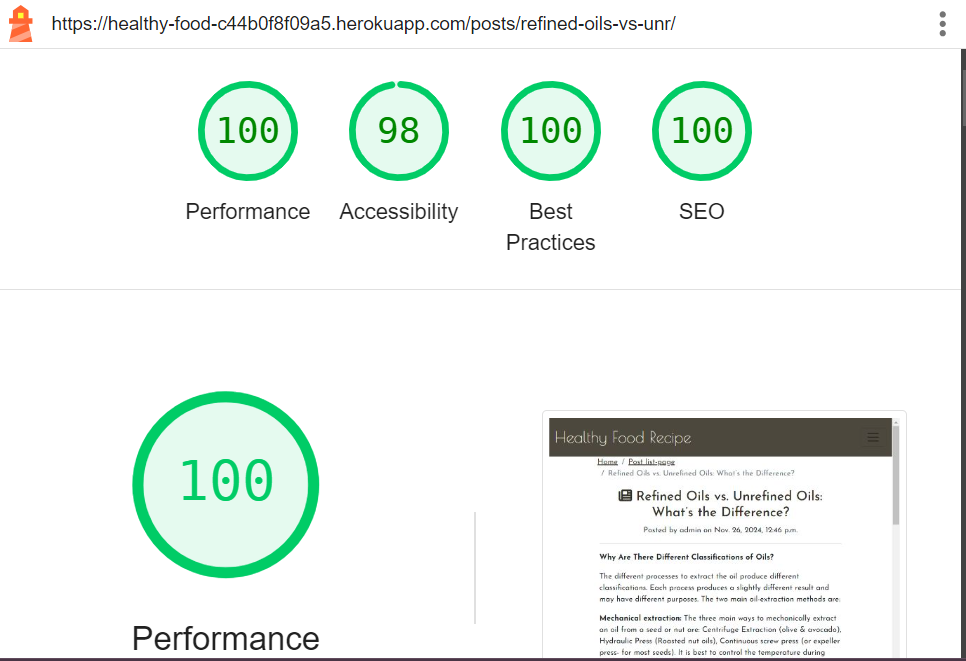 https://healthy-food-c44b0f8f09a5.herokuapp.com/posts/refined-oils-vs-unr/
100
98
100
100
Performance
Accessibility
Best
Practices
SEO
100
Performance
Healthy Food Recipe
Home / Post list-page
/ Refined Oils vs. Unrefined Oils: What's the Difference?
Refined Oils vs. Unrefined Oils:
What's the Difference?
Posted by admin on Nov. 26, 2024, 12:46 p.m.
Why Are There Different Classifications of Oils?
The different processes to extract the oil produce different
classifications. Each process produces a slightly different result and
may have different purposes. The two main oil-extraction methods are:
Mechanical extraction: The three main ways to mechanically extract
an oil from a seed or nut are: Centrifuge Extraction (olive & avocado),
Hydraulic Press (Roasted nut oils), Continuous screw press (or expeller
press- for most seeds). It is best to control the temperature during